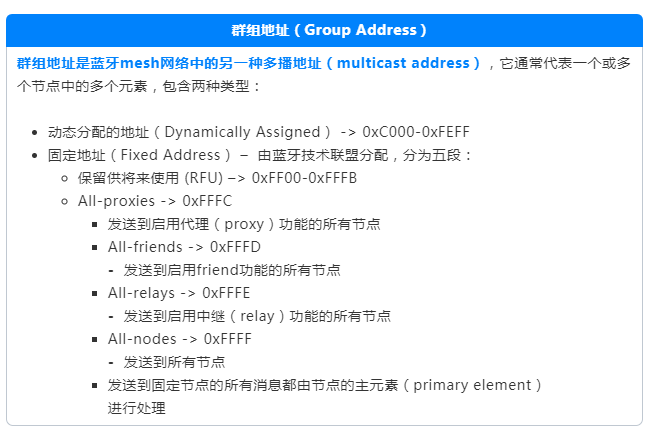 群组地址（Group Address）
群组地址是蓝牙mesh网络中的另一种多播地址（multicast address），它通常代表一个或多
个节点中的多个元素，包含两种类型：
• 动态分配的地址（Dynamically Assigned） -> 0xC000-0xFEFF
• 固定地址（Fixed Address） – 由蓝牙技术联盟分配，分为五段：
○ 保留供将来使用 (RFU) –> 0xFF00-0xFFFB
○ All-proxies -> 0xFFFC
▪ 发送到启用代理（proxy）功能的所有节点
▪ All-friends -> 0xFFFD
- 发送到启用friend功能的所有节点
▪ All-relays -> 0xFFFE
- 发送到启用中继（relay）功能的所有节点
▪ All-nodes -> 0xFFFF
- 发送到所有节点
▪ 发送到固定节点的所有消息都由节点的主元素（primary element）
进行处理